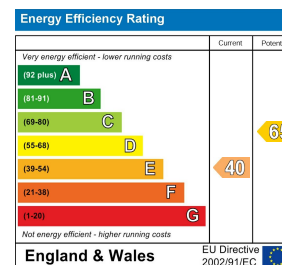 Energy Efficiency Rating
Current
Very energy efficient - lower running costs
(92 plus) A
(81-91) B
(69-80) C
(55-68) D
(39-54) E
40
(21-38) F
(1-20) G
Not energy efficient - higher running costs
England & Wales
EU Directive
2002/91/EC